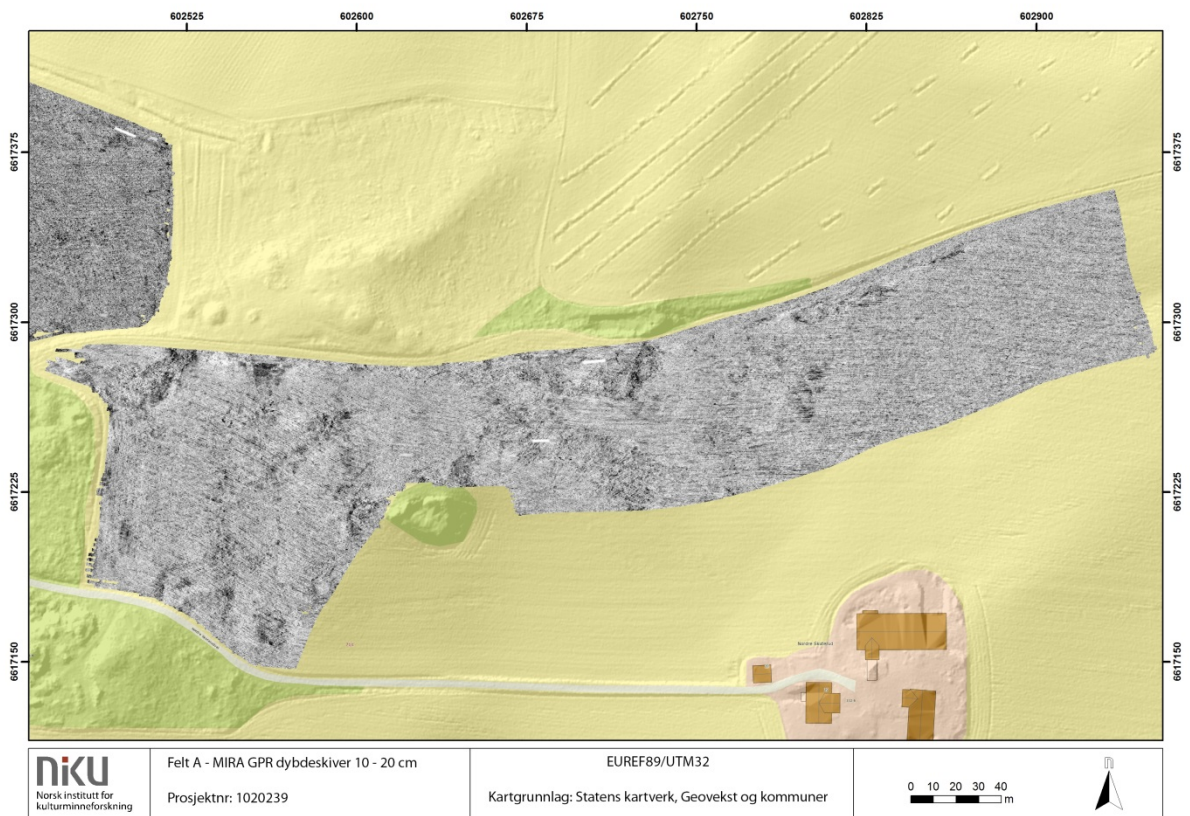 602525 602600 602675 602750 602825 602900
6617375 6617375
6617300 6617300
6617225 6617225
6617150 6617150
niku
Norsk institutt for
kulturminneforskning
Felt A - MIRA GPR dybdeskiver 10 - 20 cm
Prosjektnr: 1020239
EUREF89/UTM32
Kartgrunnlag: Statens kartverk, Geovekst og kommuner
0 10 20 30 40
m
n